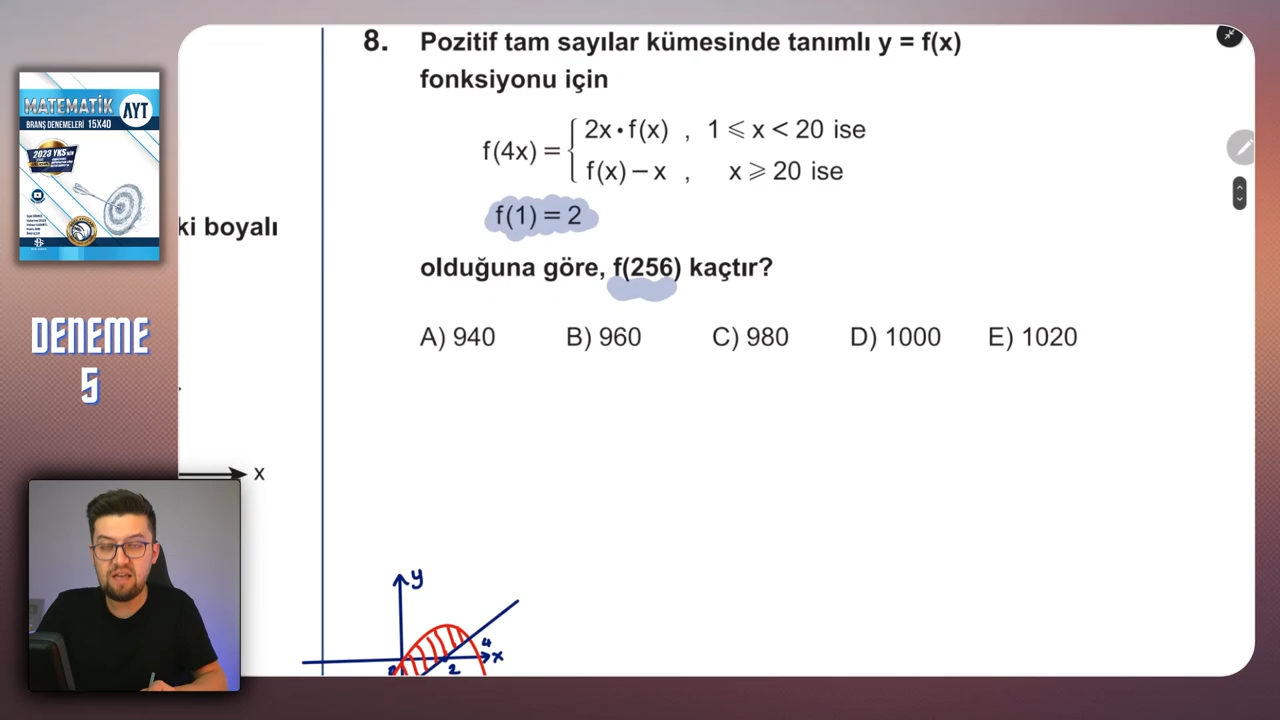 8. Pozitif tam sayılar kümesinde tanımlı y = f(x)
fonksiyonu için
f(4x) = { 2x • f(x) , 1 ⩽ x < 20 ise
f(x) − x , x ⩾ 20 ise
f(1) = 2
olduğuna göre, f(256) kaçtır?
A) 940 B) 960 C) 980 D) 1000 E) 1020
MATEMATİK AYT
BRANŞ DENEMELERİ 15X40
2023 YKS'NİN
ki boyalı
DENEME
5
x
y
4
x
2